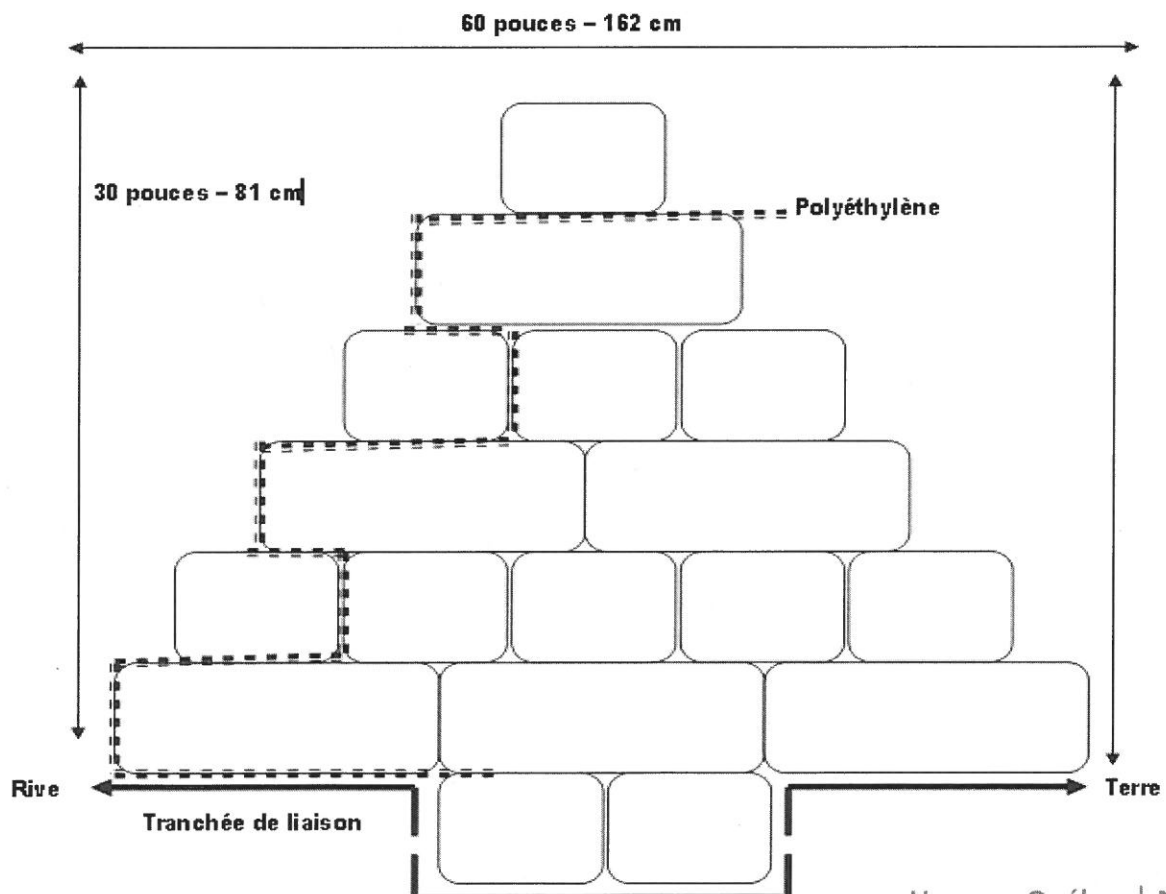 60 pouces – 162 cm
30 pouces – 81 cm
Polyéthylène
Rive
Terre
Tranchée de liaison